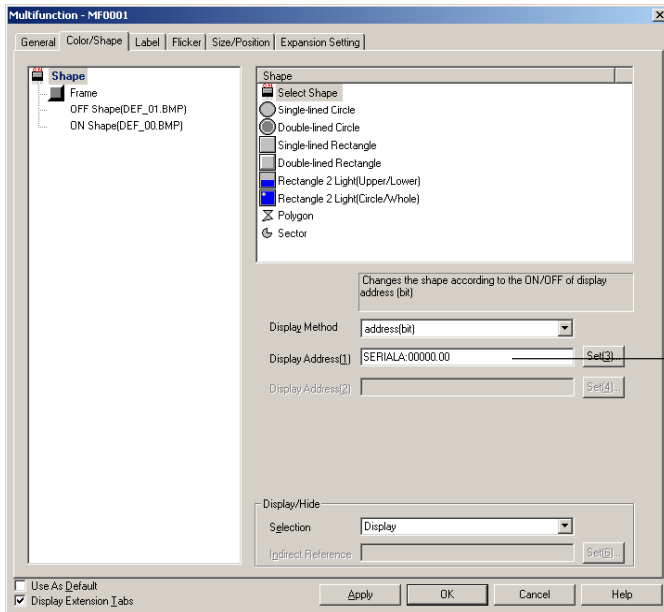 Multifunction - MF0001
General Color/Shape Label Flicker Size/Position Expansion Setting
Shape
Frame
OFF Shape(DEF_01.BMP)
ON Shape(DEF_00.BMP)
Shape
Select Shape
Single-lined Circle
Double-lined Circle
Single-lined Rectangle
Double-lined Rectangle
Rectangle 2 Light(Upper/Lower)
Rectangle 2 Light(Circle/Whole)
Polygon
Sector
Changes the shape according to the ON/OFF of display
address (bit)
Display Method address(bit)
Display Address(1) SERIALA:00000.00 Set(3)...
Display Address(2) Set(4)...
Display/Hide
Selection Display
Indirect Reference Set(6)...
Use As Default
Display Extension Tabs
Apply OK Cancel Help